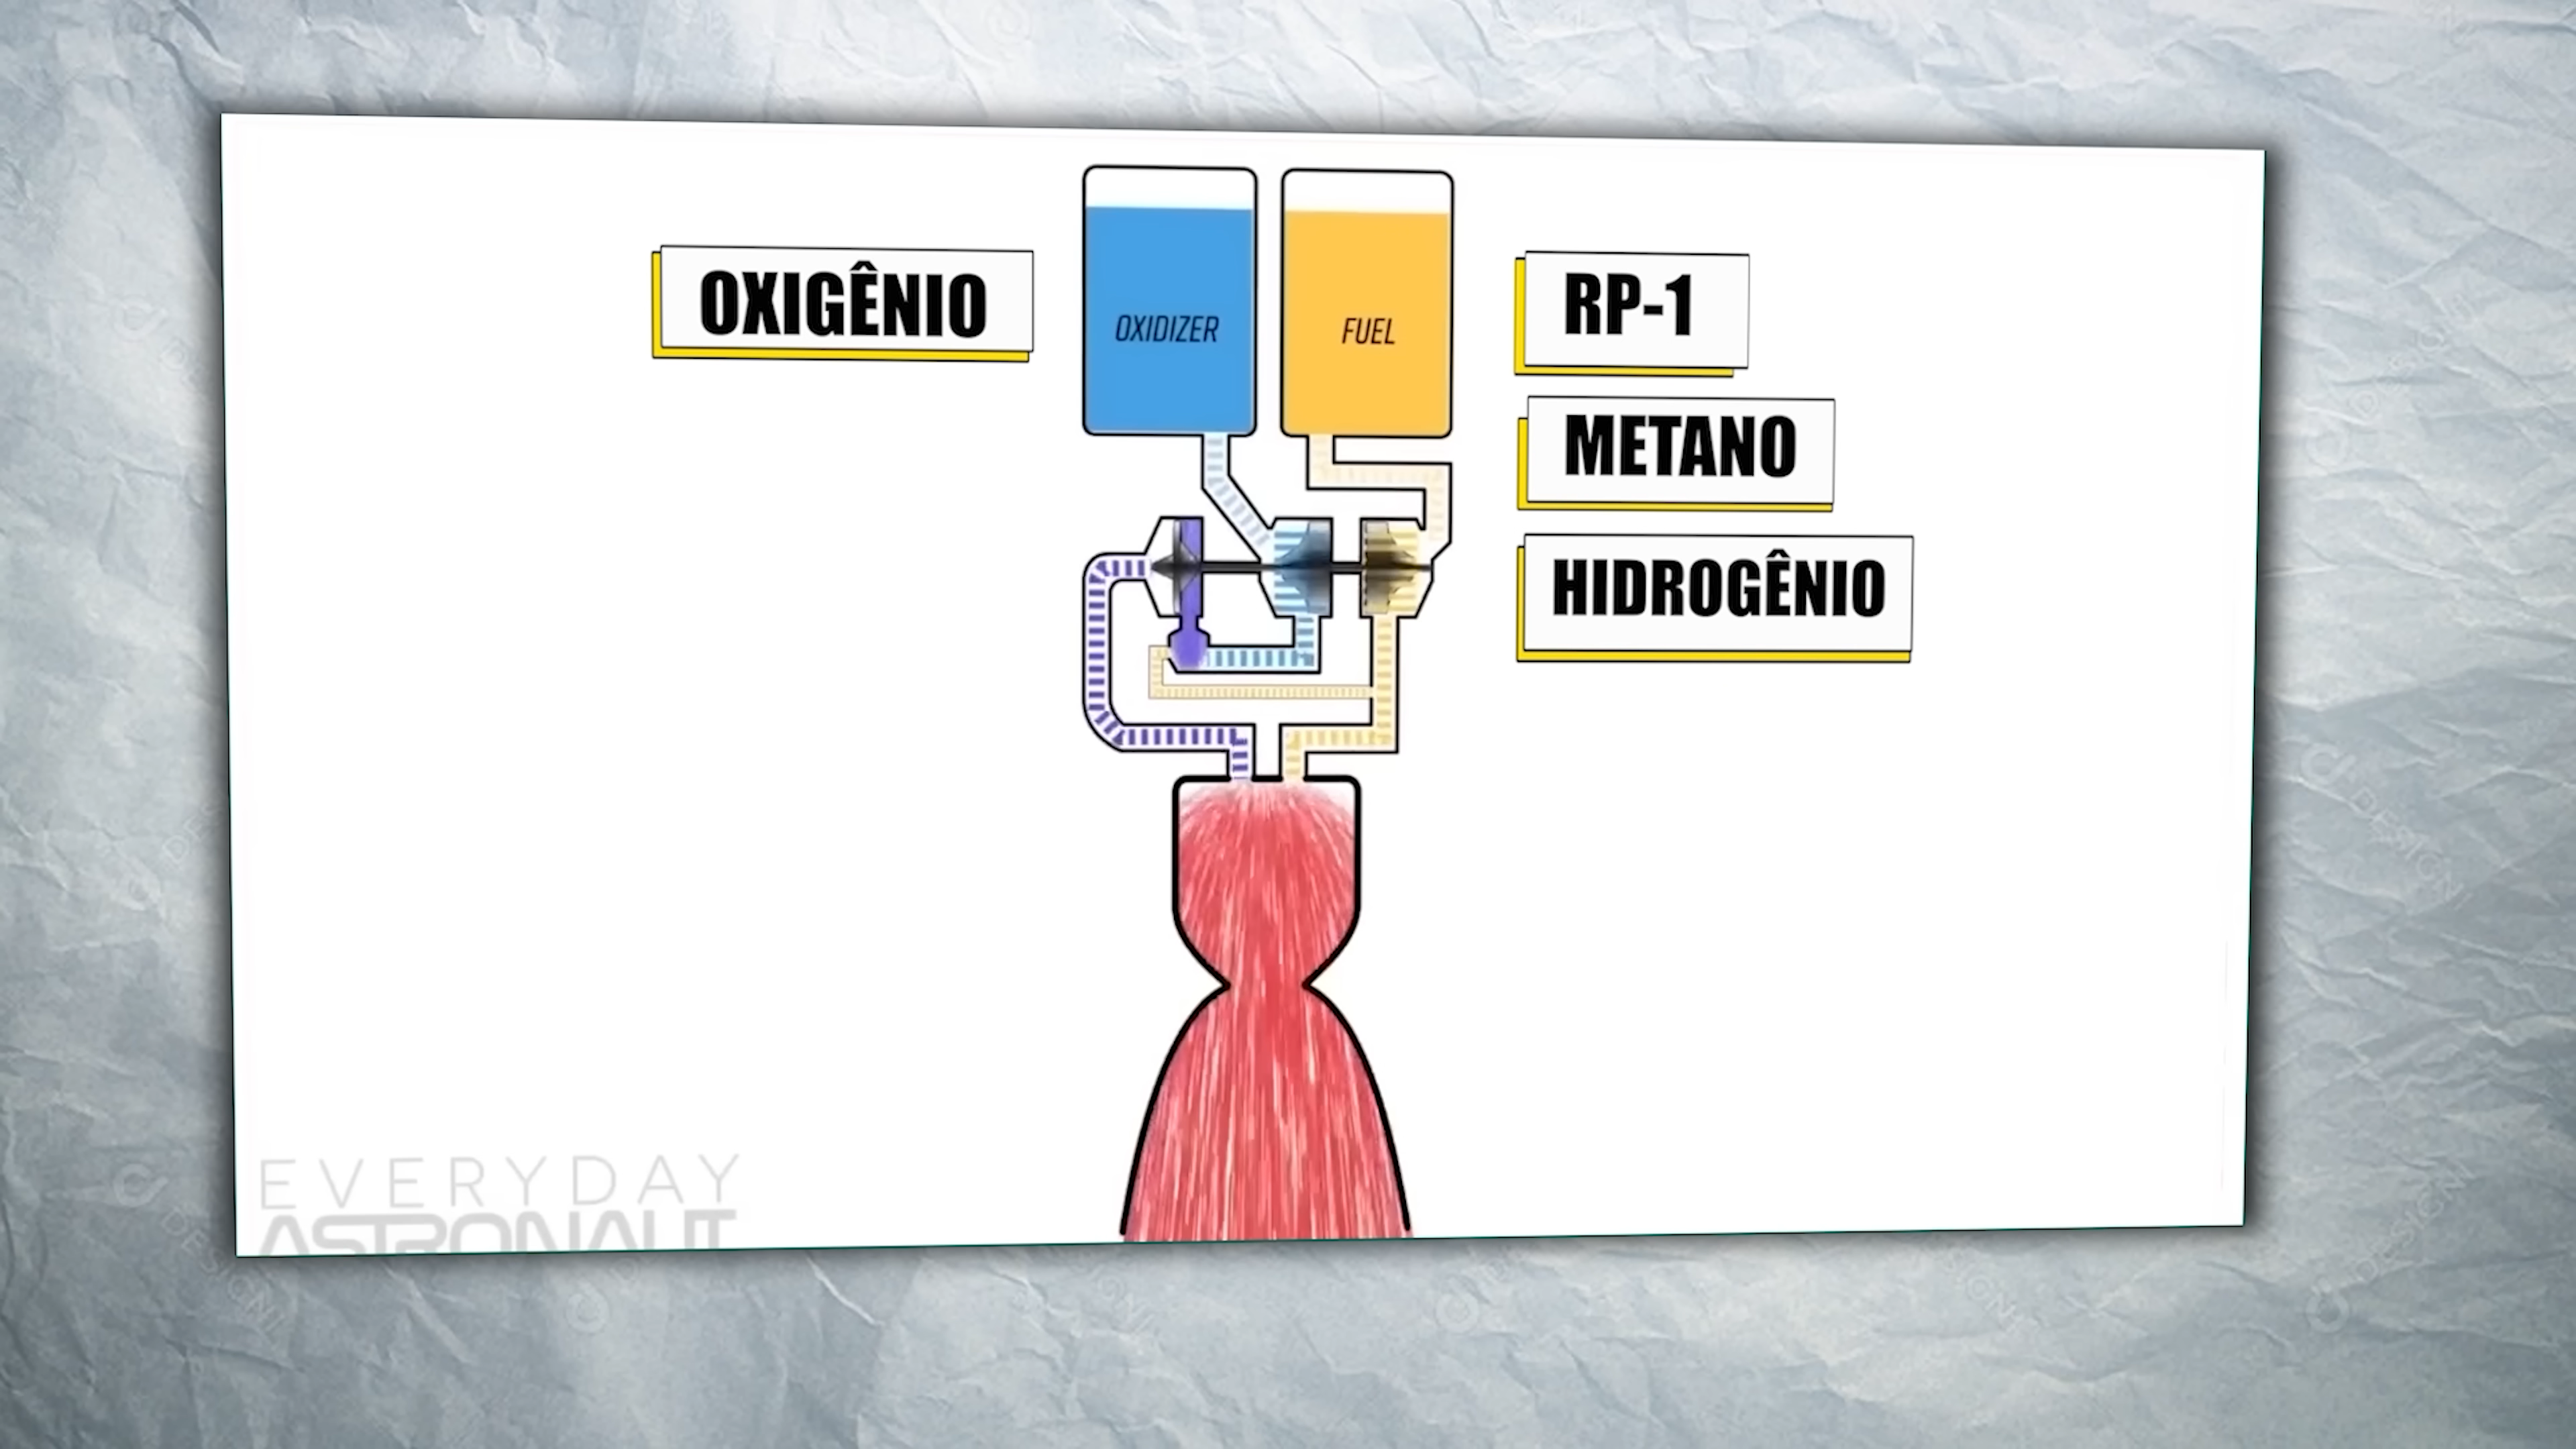 OXIGÊNIO
OXIDIZER
FUEL
RP-1
METANO
HIDROGÊNIO
EVERYDAY
ASTRONAUT